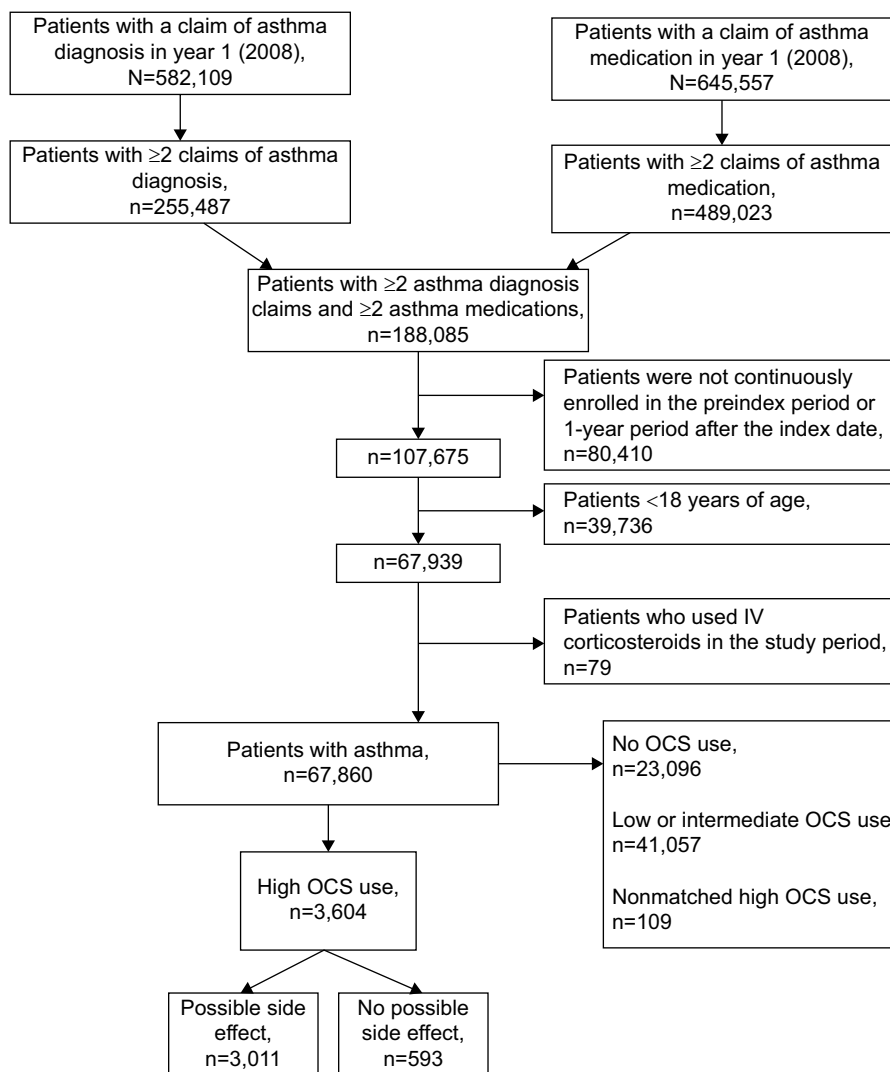 Patients with a claim of asthma
diagnosis in year 1 (2008),
N=582,109
Patients with a claim of asthma
medication in year 1 (2008),
N=645,557
Patients with ≥2 claims of asthma
diagnosis,
n=255,487
Patients with ≥2 claims of asthma
medication,
n=489,023
Patients with ≥2 asthma diagnosis
claims and ≥2 asthma medications,
n=188,085
Patients were not continuously
enrolled in the preindex period or
1-year period after the index date,
n=80,410
n=107,675
Patients <18 years of age,
n=39,736
n=67,939
Patients who used IV
corticosteroids in the study period,
n=79
Patients with asthma,
n=67,860
No OCS use,
n=23,096
Low or intermediate OCS use
n=41,057
Nonmatched high OCS use,
n=109
High OCS use,
n=3,604
Possible side
effect,
n=3,011
No possible
side effect,
n=593